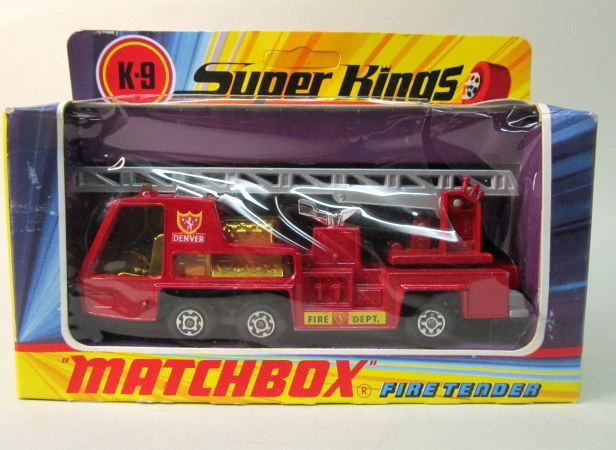 K-9
Super Kings
DENVER
FIRE DEPT.
"MATCHBOX" ® FIRE TENDER